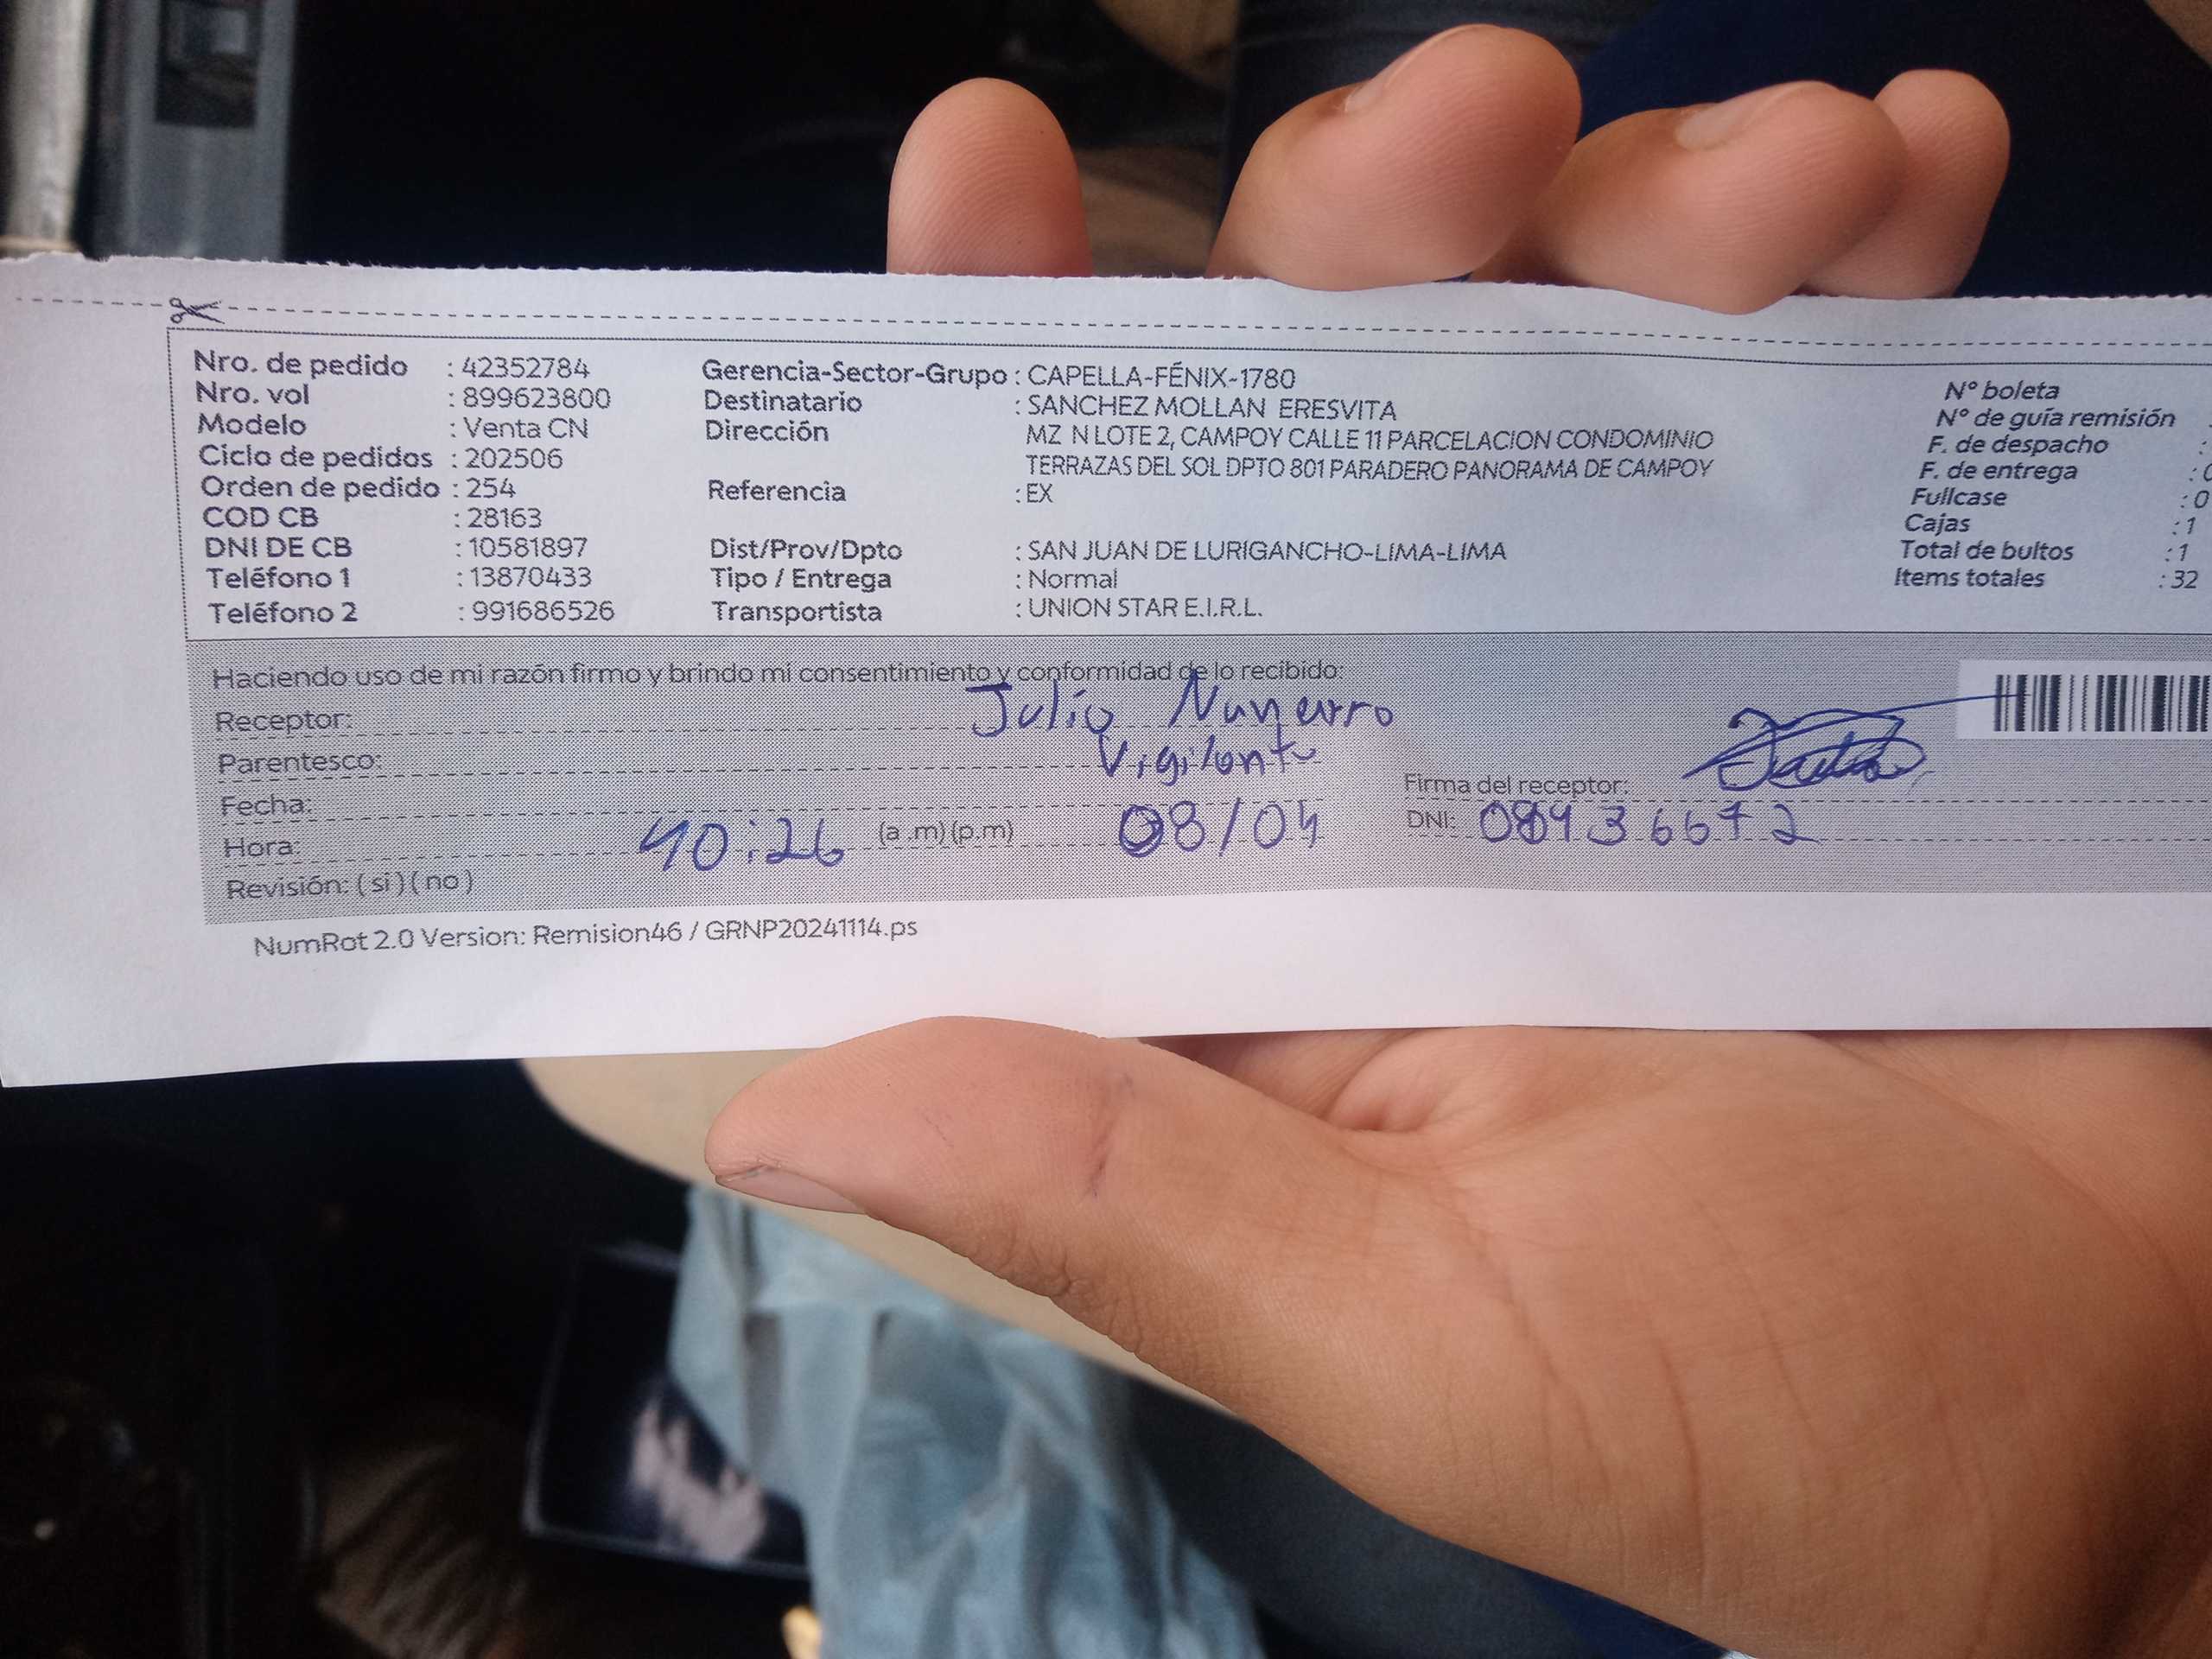 Nro. de pedido : 42352784 Gerencia-Sector-Grupo : CAPELLA-FÉNIX-1780 N° boleta
Nro. vol : 899623800 Destinatario : SANCHEZ MOLLAN ERESVITA N° de guía remisión :
Modelo : Venta CN Dirección MZ N LOTE 2, CAMPOY CALLE 11 PARCELACION CONDOMINIO F. de despacho :
Ciclo de pedidos : 202506 TERRAZAS DEL SOL DPTO 801 PARADERO PANORAMA DE CAMPOY F. de entrega : 0
Orden de pedido : 254 Referencia : EX Fullcase : 0
COD CB : 28163 Cajas : 1
DNI DE CB : 10581897 Dist/Prov/Dpto : SAN JUAN DE LURIGANCHO-LIMA-LIMA Total de bultos : 1
Teléfono 1 : 13870433 Tipo / Entrega : Normal Items totales : 32
Teléfono 2 : 991686526 Transportista : UNION STAR E.I.R.L.
Haciendo uso de mi razón firmo y brindo mi consentimiento y conformidad de lo recibido:
Receptor: Julio
Parentesco: Vigilante
Fecha: 08/04 Firma del receptor:
Hora: 10:26 (a .m) (p.m) DNI:
Revisión: ( si ) ( no )
NumRot 2.0 Version: Remision46 / GRNP20241114.ps